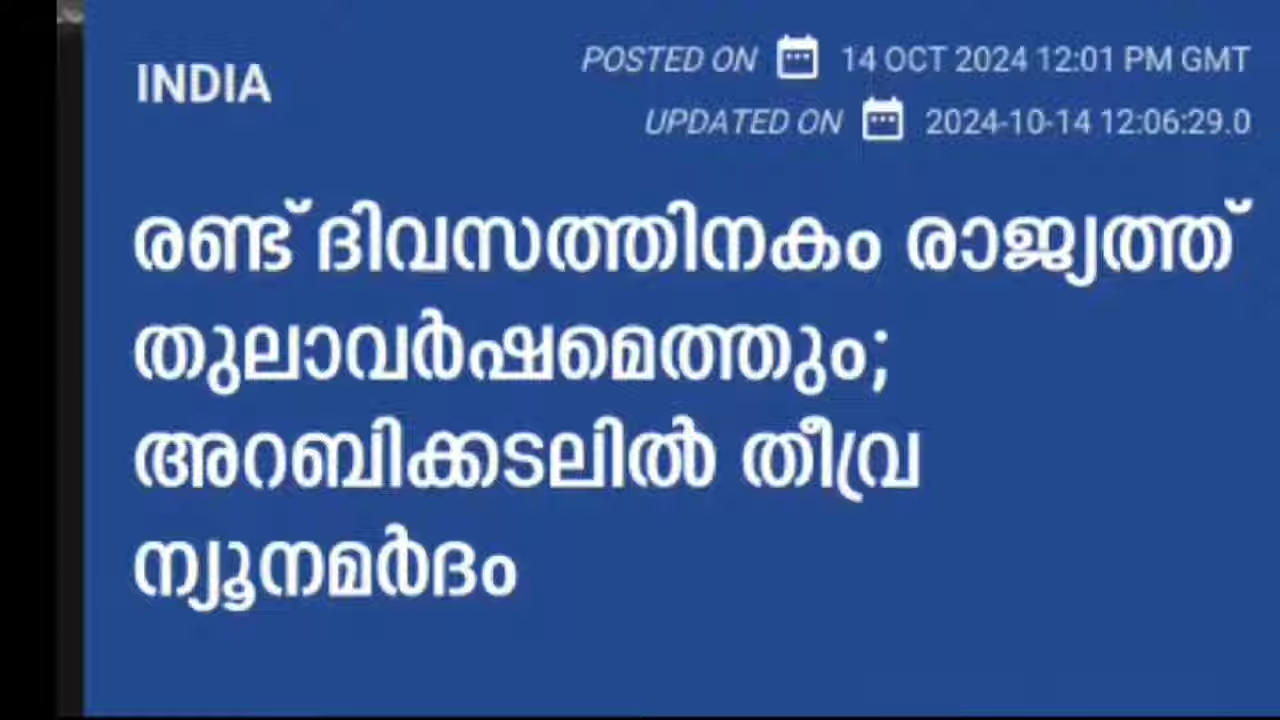 INDIA
POSTED ON 14 OCT 2024 12:01 PM GMT
UPDATED ON 2024-10-14 12:06:29.0
രണ്ട് ദിവസത്തിനകം രാജ്യത്ത്
തുലാവർഷമെത്തും;
അറബിക്കടലിൽ തീവ്ര
ന്യൂനമർദം